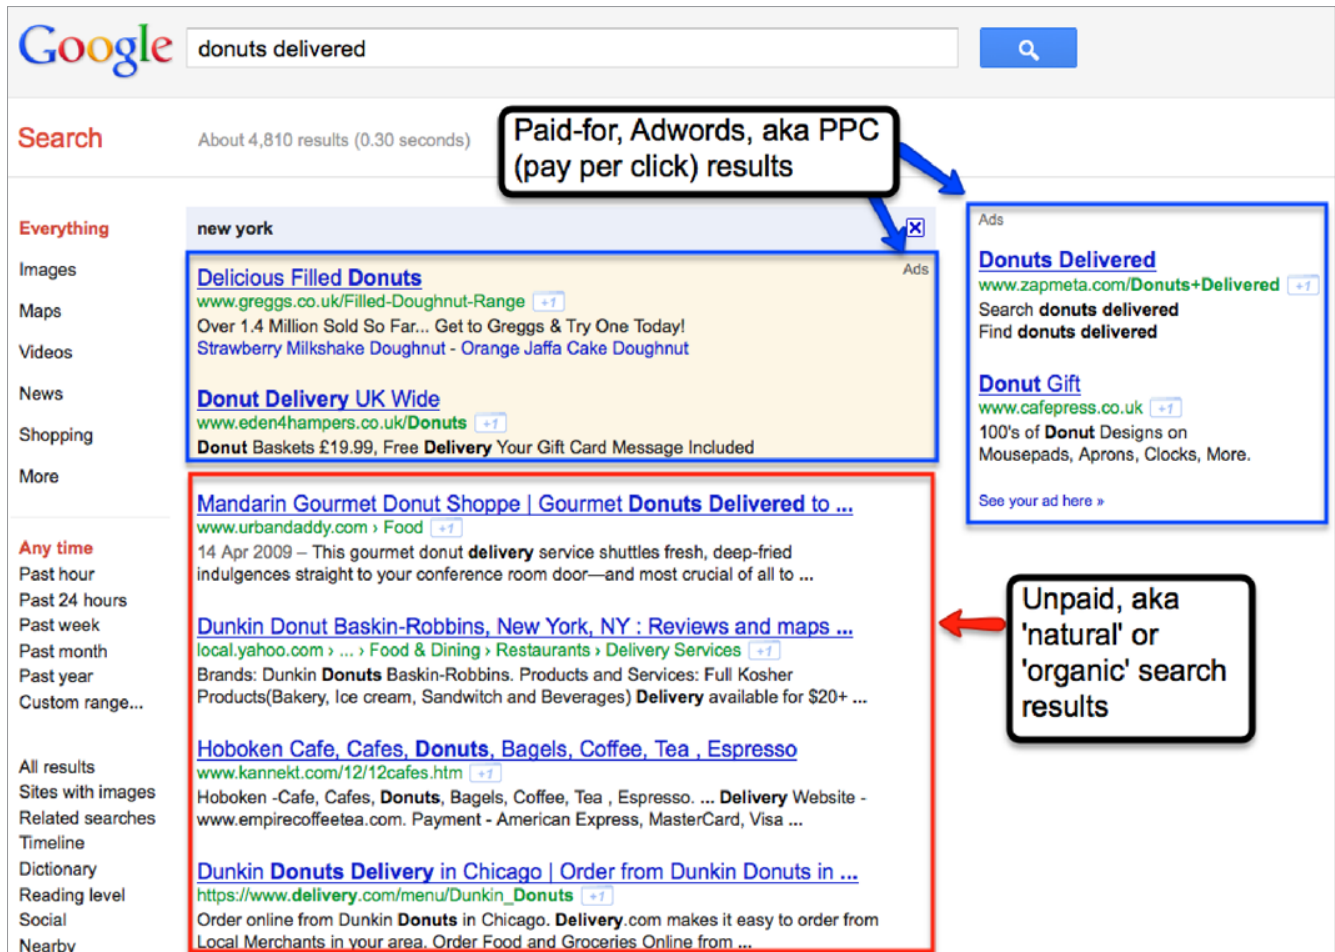 Google
donuts delivered
Search
About 4,810 results (0.30 seconds)
Paid-for, Adwords, aka PPC
(pay per click) results
Everything
Images
Maps
Videos
News
Shopping
More
Any time
Past hour
Past 24 hours
Past week
Past month
Past year
Custom range...
All results
Sites with images
Related searches
Timeline
Dictionary
Reading level
Social
Nearby
new york
Ads
Delicious Filled Donuts
www.greggs.co.uk/Filled-Doughnut-Range +1
Over 1.4 Million Sold So Far... Get to Greggs & Try One Today!
Strawberry Milkshake Doughnut - Orange Jaffa Cake Doughnut
Donut Delivery UK Wide
www.eden4hampers.co.uk/Donuts +1
Donut Baskets £19.99, Free Delivery Your Gift Card Message Included
Mandarin Gourmet Donut Shoppe | Gourmet Donuts Delivered to ...
www.urbandaddy.com › Food +1
14 Apr 2009 – This gourmet donut delivery service shuttles fresh, deep-fried
indulgences straight to your conference room door—and most crucial of all to ...
Dunkin Donut Baskin-Robbins, New York, NY : Reviews and maps ...
local.yahoo.com › ... › Food & Dining › Restaurants › Delivery Services +1
Brands: Dunkin Donuts Baskin-Robbins. Products and Services: Full Kosher
Products(Bakery, Ice cream, Sandwitch and Beverages) Delivery available for $20+ ...
Hoboken Cafe, Cafes, Donuts, Bagels, Coffee, Tea , Espresso
www.kannekt.com/12/12cafes.htm +1
Hoboken -Cafe, Cafes, Donuts, Bagels, Coffee, Tea , Espresso. ... Delivery Website -
www.empirecoffeetea.com. Payment - American Express, MasterCard, Visa ...
Dunkin Donuts Delivery in Chicago | Order from Dunkin Donuts in ...
https://www.delivery.com/menu/Dunkin_Donuts +1
Order online from Dunkin Donuts in Chicago. Delivery.com makes it easy to order from
Local Merchants in your area. Order Food and Groceries Online from ...
Ads
Donuts Delivered
www.zapmeta.com/Donuts+Delivered +1
Search donuts delivered
Find donuts delivered
Donut Gift
www.cafepress.co.uk +1
100's of Donut Designs on
Mousepads, Aprons, Clocks, More.
See your ad here »
Unpaid, aka
'natural' or
'organic' search
results